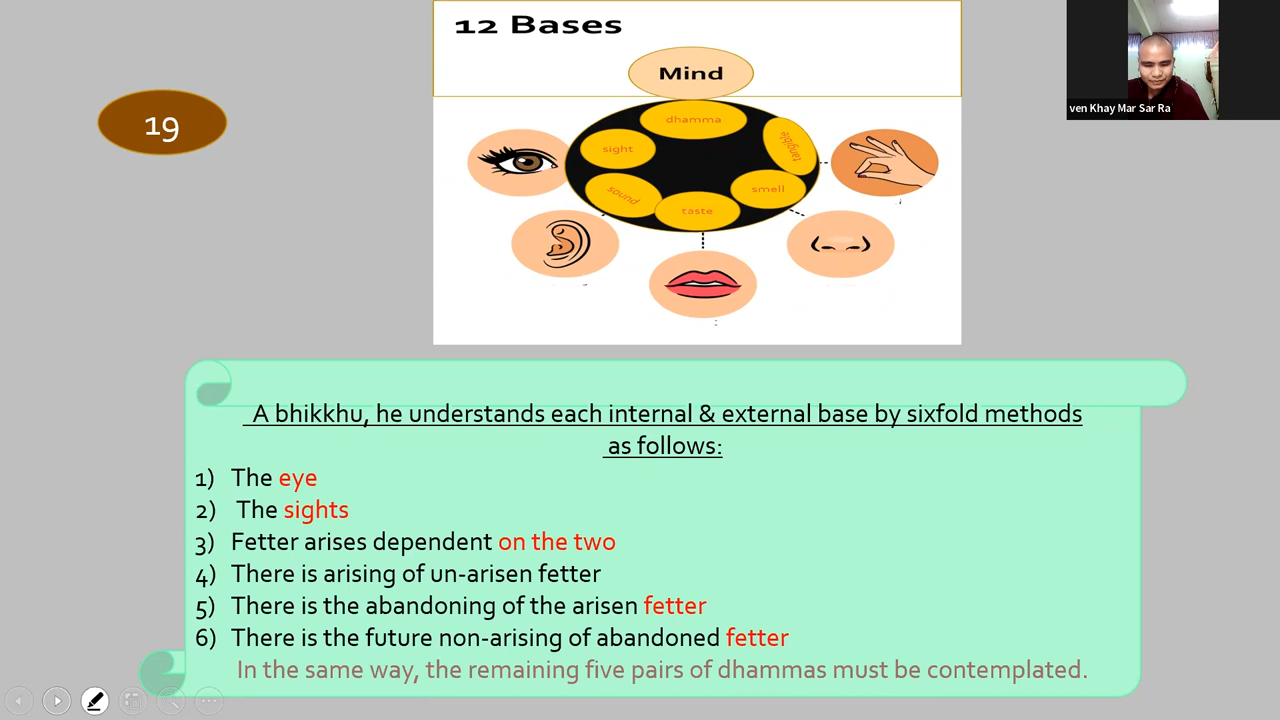 12 Bases
ven Khay Mar Sar Ra
Mind
19
dhamma
tangible
sight
sound
smell
taste
A bhikkhu, he understands each internal & external base by sixfold methods
as follows:
1) The eye
2) The sights
3) Fetter arises dependent on the two
4) There is arising of un-arisen fetter
5) There is the abandoning of the arisen fetter
6) There is the future non-arising of abandoned fetter
In the same way, the remaining five pairs of dhammas must be contemplated.